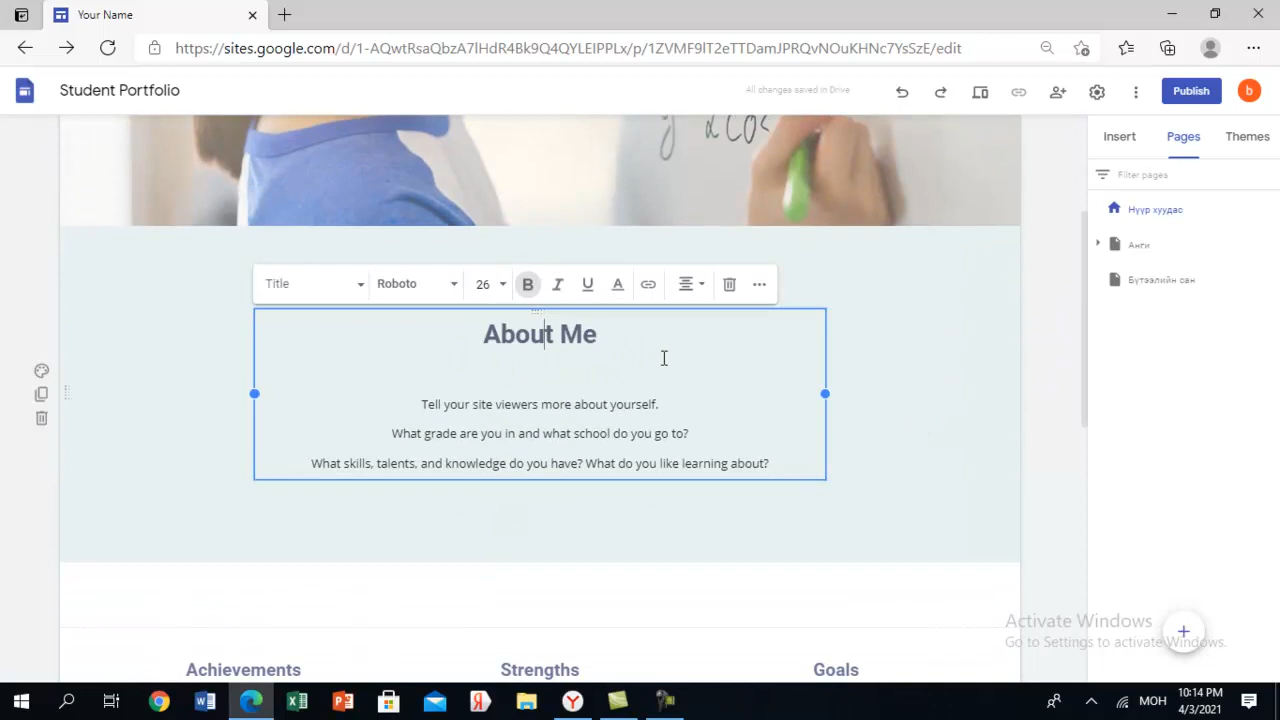 Your Name
https://sites.google.com/d/1-AQwtRsaQbzA7lHdR4Bk9Q4QYLEIPPLx/p/1ZVMF9lT2eTTDamJPRQvNOuKHNc7YsSzE/edit
Student Portfolio
All changes saved in Drive
Publish
b
Insert
Pages
Themes
Filter pages
Нүүр хуудас
Анги
Бүтээлийн сан
Title
Roboto
26
B
I
U
A
About Me
Tell your site viewers more about yourself.
What grade are you in and what school do you go to?
What skills, talents, and knowledge do you have? What do you like learning about?
Activate Windows
Go to Settings to activate Windows.
Achievements
Strengths
Goals
МОН
10:14 PM
4/3/2021